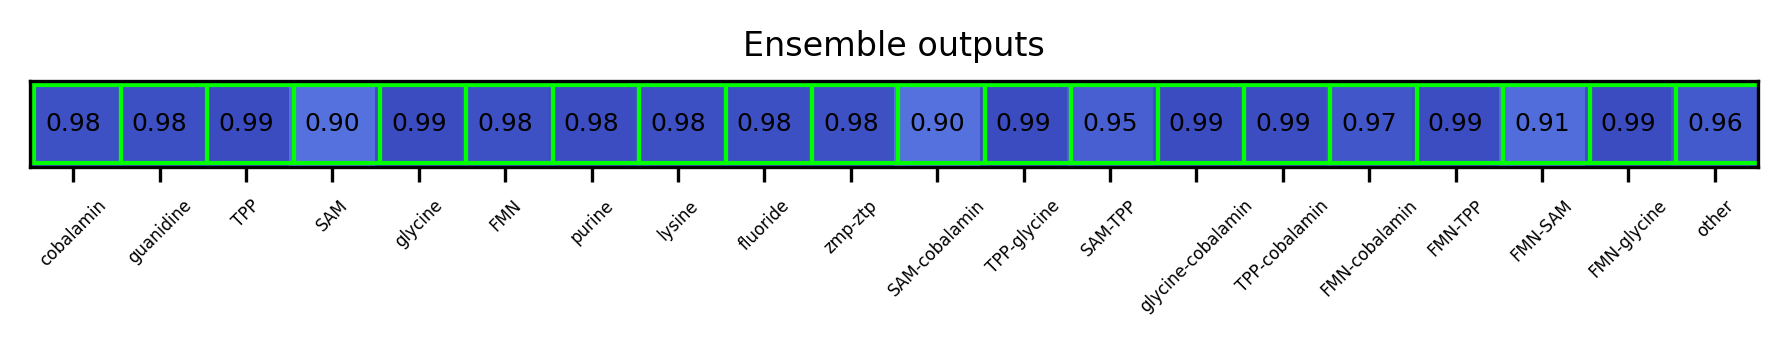 Ensemble outputs
0.98 0.98 0.99 0.90 0.99 0.98 0.98 0.98 0.98 0.98 0.90 0.99 0.95 0.99 0.99 0.97 0.99 0.91 0.99 0.96
cobalamin guanidine TPP SAM glycine FMN purine lysine fluoride zmp-ztp SAM-cobalamin TPP-glycine SAM-TPP glycine-cobalamin TPP-cobalamin FMN-cobalamin FMN-TPP FMN-SAM FMN-glycine other